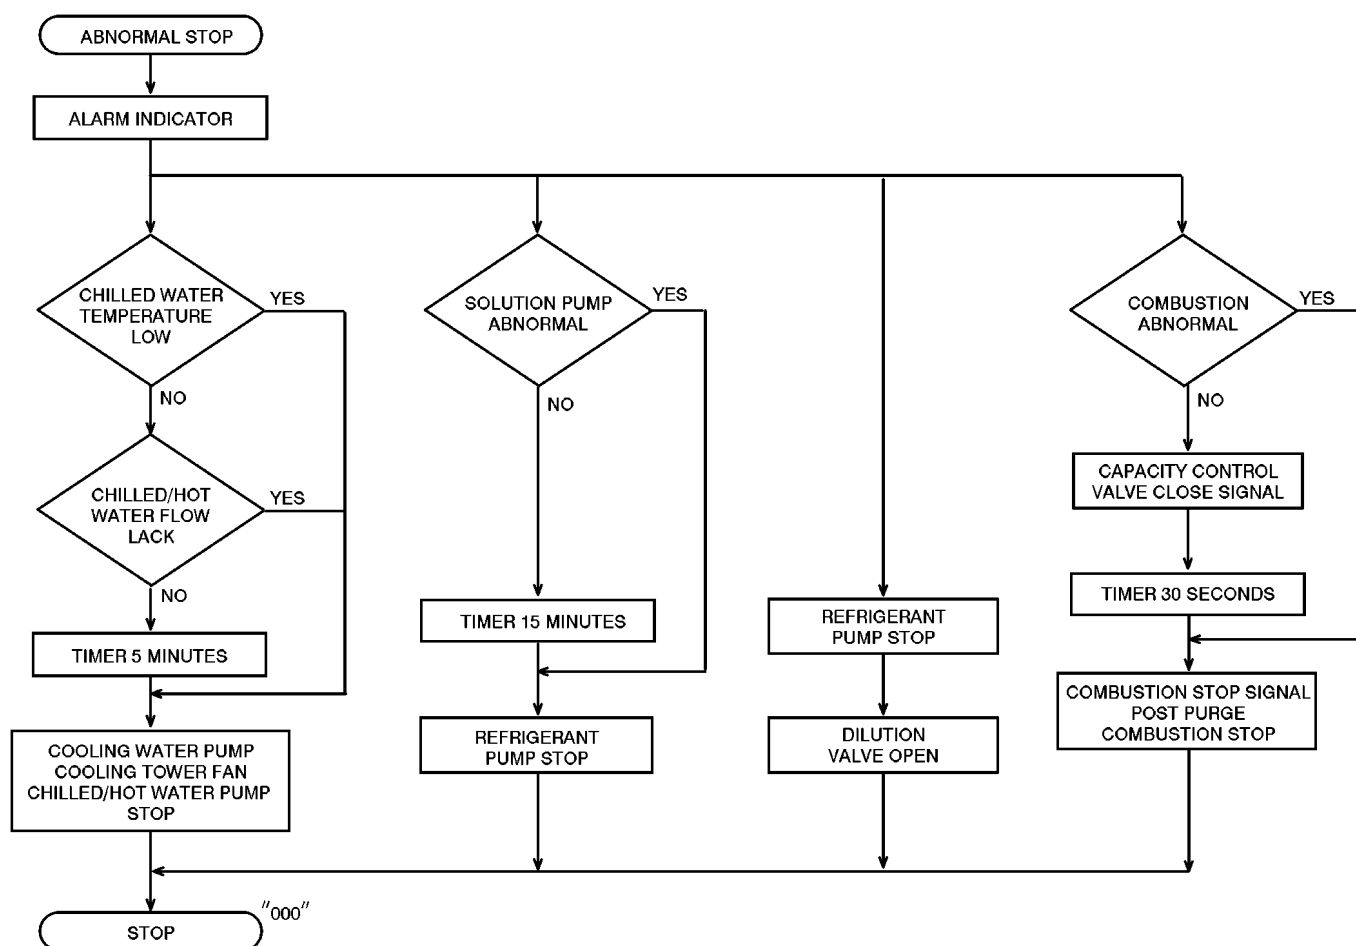 ABNORMAL STOP
ALARM INDICATOR
CHILLED WATER
TEMPERATURE
LOW
YES
NO
CHILLED/HOT
WATER FLOW
LACK
YES
NO
TIMER 5 MINUTES
COOLING WATER PUMP
COOLING TOWER FAN
CHILLED/HOT WATER PUMP
STOP
SOLUTION PUMP
ABNORMAL
YES
NO
TIMER 15 MINUTES
REFRIGERANT
PUMP STOP
REFRIGERANT
PUMP STOP
DILUTION
VALVE OPEN
COMBUSTION
ABNORMAL
YES
NO
CAPACITY CONTROL
VALVE CLOSE SIGNAL
TIMER 30 SECONDS
COMBUSTION STOP SIGNAL
POST PURGE
COMBUSTION STOP
STOP
"000"